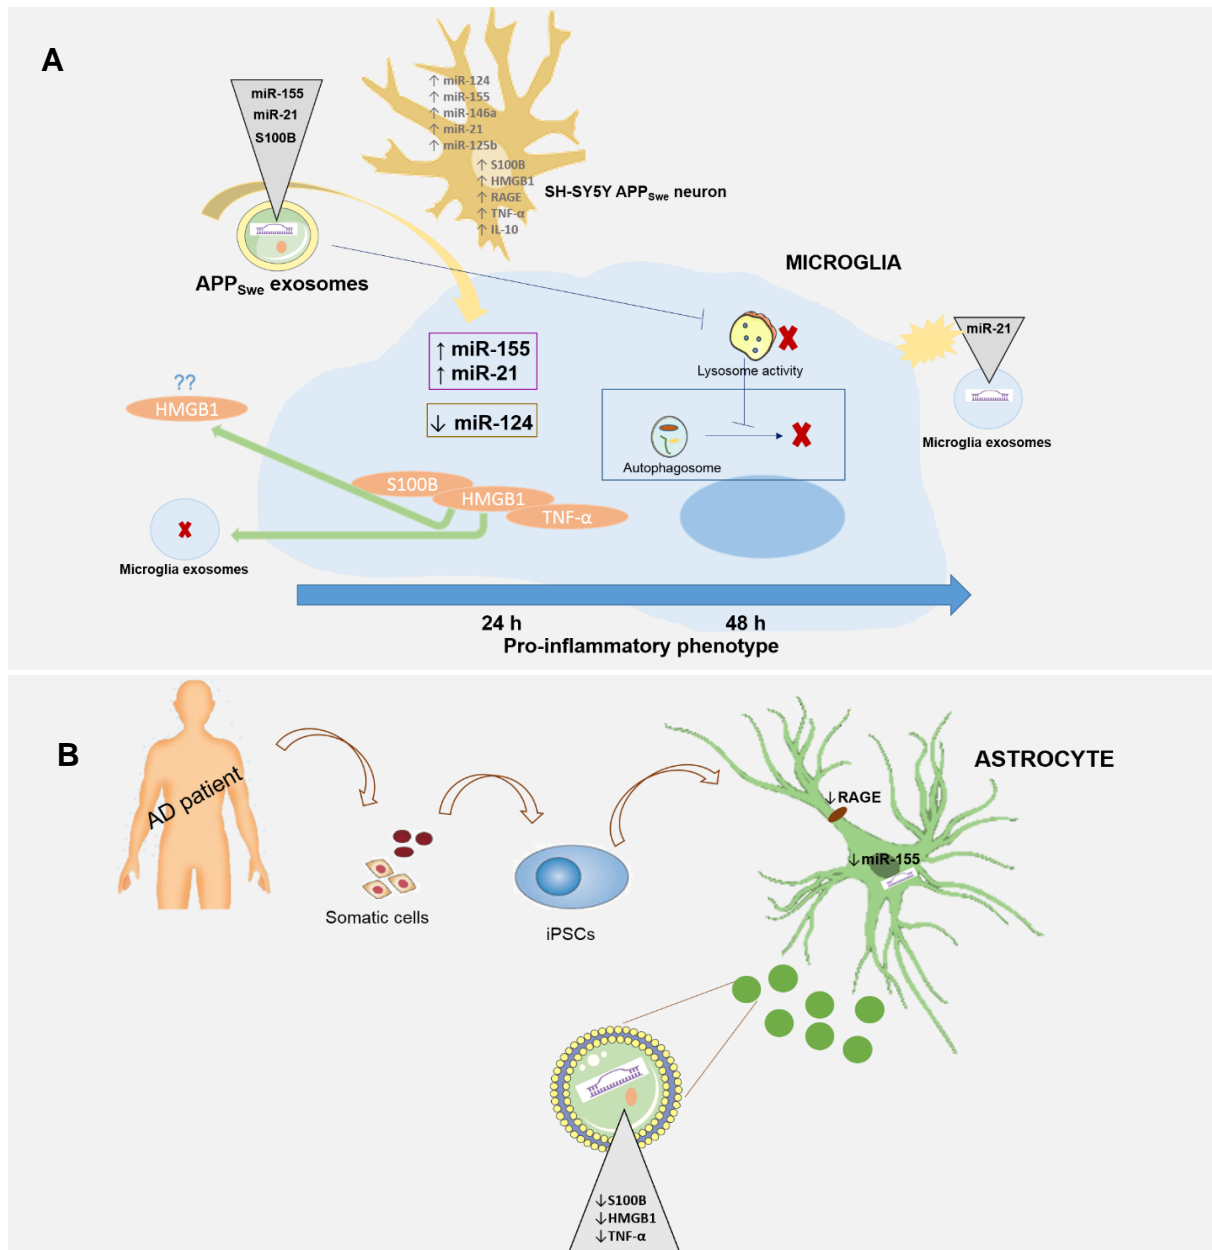 A
miR-155
miR-21
S100B
↑ miR-124
↑ miR-155
↑ miR-146a
↑ miR-21
↑ miR-125b
↑ S100B
↑ HMGB1
↑ RAGE
↑ TNF-α
↑ IL-10
SH-SY5Y APPSwe neuron
APPSwe exosomes
MICROGLIA
↑ miR-155
↑ miR-21
↓ miR-124
Lysosome activity
Autophagosome
miR-21
Microglia exosomes
??
HMGB1
S100B
HMGB1
TNF-α
Microglia exosomes
24 h
48 h
Pro-inflammatory phenotype
B
AD patient
Somatic cells
iPSCs
ASTROCYTE
↓RAGE
↓miR-155
↓S100B
↓HMGB1
↓TNF-α